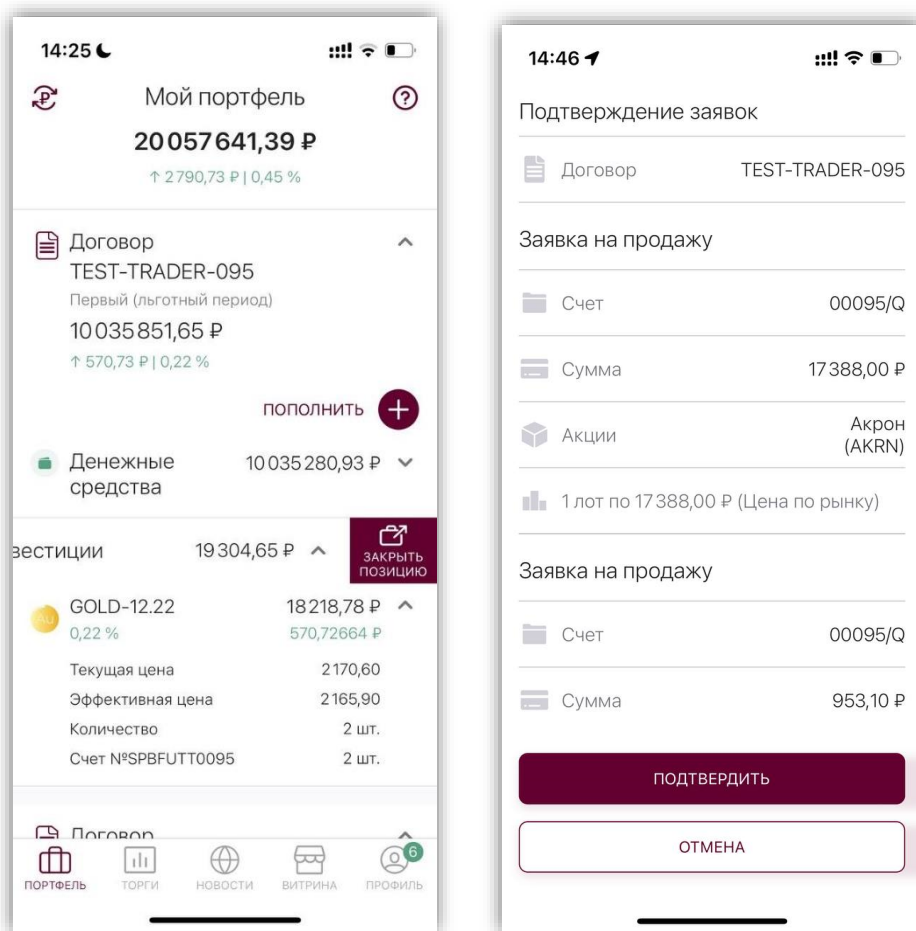 14:25
Мой портфель
20 057 641,39 ₽
↑ 2 790,73 ₽ | 0,45 %
Договор
TEST-TRADER-095
Первый (льготный период)
10 035 851,65 ₽
↑ 570,73 ₽ | 0,22 %
ПОПОЛНИТЬ
Денежные средства 10 035 280,93 ₽
вестиции 19 304,65 ₽
ЗАКРЫТЬ
ПОЗИЦИЮ
AU
GOLD-12.22 18 218,78 ₽
0,22 % 570,72664 ₽
Текущая цена 2 170,60
Эффективная цена 2 165,90
Количество 2 шт.
Счет №SPBFUTT0095 2 шт.
Договор
ПОРТФЕЛЬ ТОРГИ НОВОСТИ ВИТРИНА ПРОФИЛЬ 6
14:46
Подтверждение заявок
Договор TEST-TRADER-095
Заявка на продажу
Счет 00095/Q
Сумма 17 388,00 ₽
Акции Акрон
(AKRN)
1 лот по 17 388,00 ₽ (Цена по рынку)
Заявка на продажу
Счет 00095/Q
Сумма 953,10 ₽
ПОДТВЕРДИТЬ
ОТМЕНА